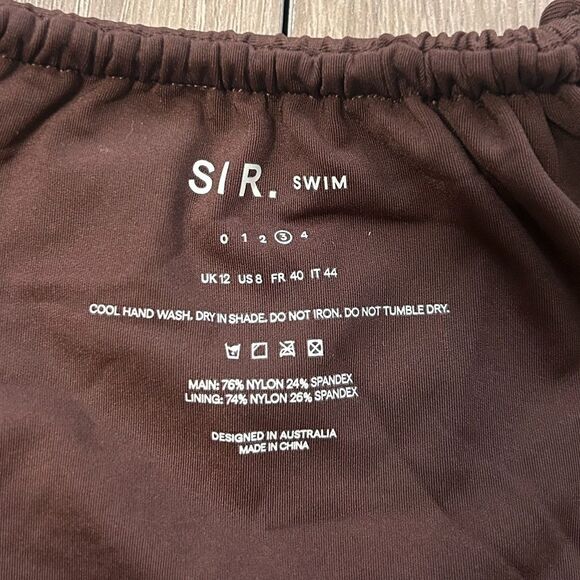 SIR. SWIM
0 1 2 3 4
UK 12 US 8 FR 40 IT 44
COOL HAND WASH. DRY IN SHADE. DO NOT IRON. DO NOT TUMBLE DRY.
MAIN: 76% NYLON 24% SPANDEX
LINING: 74% NYLON 26% SPANDEX
DESIGNED IN AUSTRALIA
MADE IN CHINA